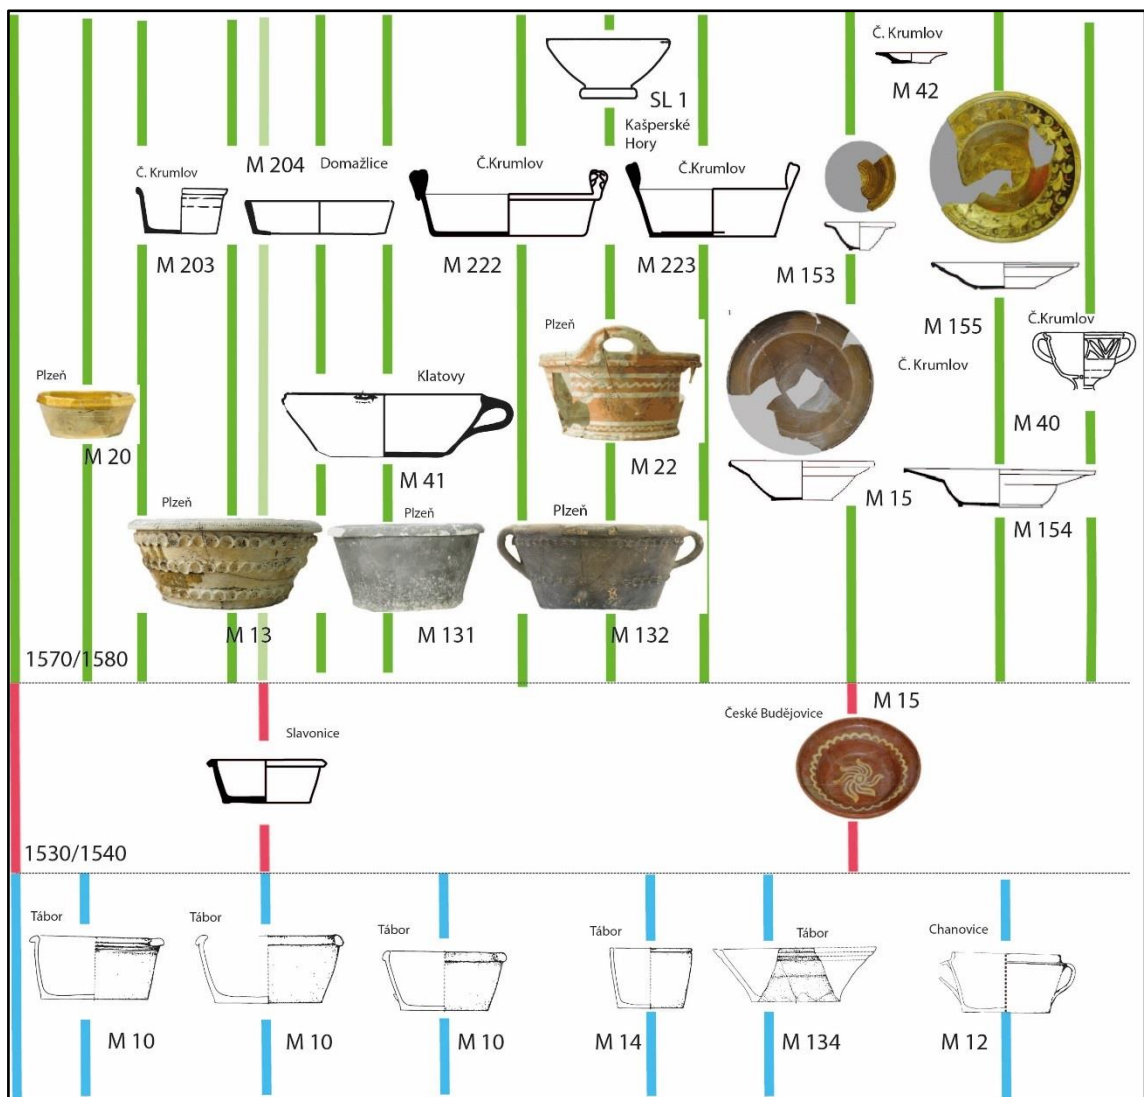 Č. Krumlov
M 42
SL 1
Kašperské
Hory
M 204
Domažlice
Č. Krumlov
Č.Krumlov
Č.Krumlov
M 203
M 222
M 223
M 153
M 155
Č.Krumlov
Plzeň
Č. Krumlov
Plzeň
Klatovy
M 40
M 20
M 41
M 22
M 15
M 154
Plzeň
Plzeň
Plzeň
M 13
M 131
M 132
1570/1580
M 15
České Budějovice
Slavonice
1530/1540
Tábor
Tábor
Tábor
Tábor
Tábor
Chanovice
M 10
M 10
M 10
M 14
M 134
M 12